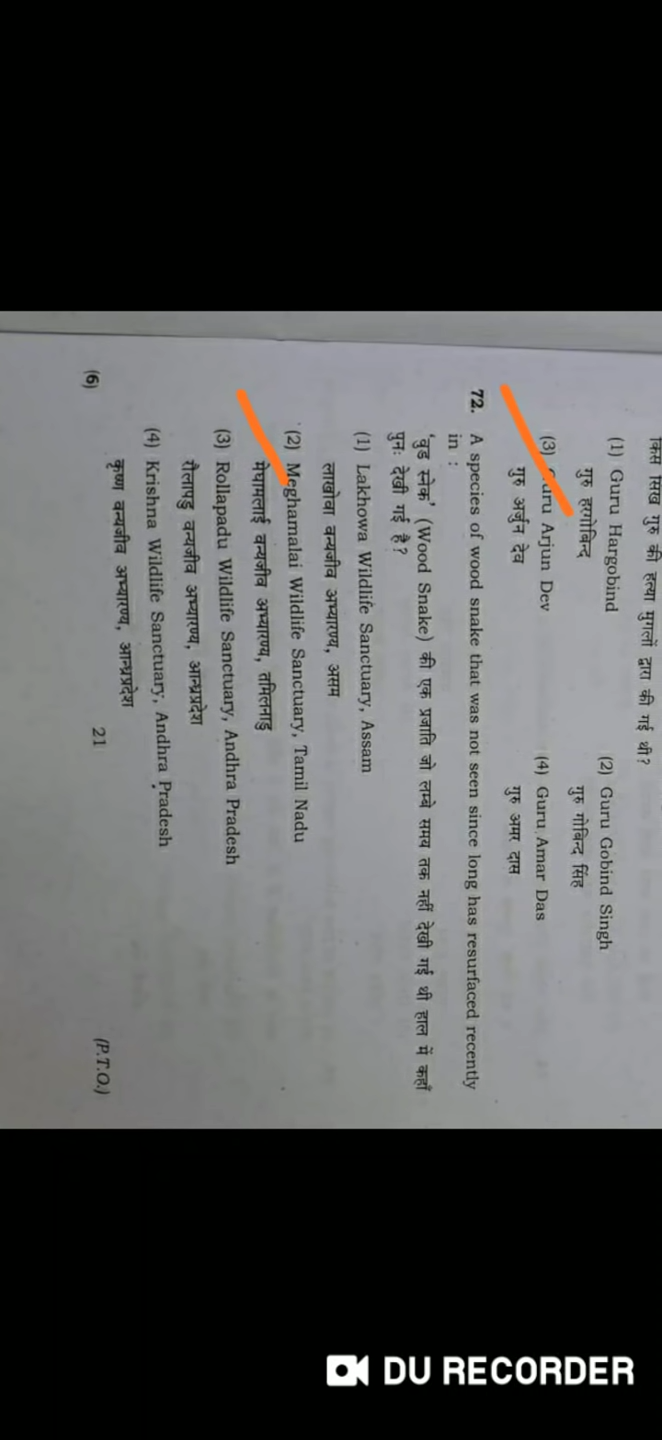 किस सिख गुरु की हत्या मुगलों द्वारा की गई थी?
(1) Guru Hargobind (2) Guru Gobind Singh
गुरु हरगोबिन्द गुरु गोबिन्द सिंह
(3) Guru Arjun Dev (4) Guru Amar Das
गुरु अर्जुन देव गुरु अमर दास
72. A species of wood snake that was not seen since long has resurfaced recently
in :
'वुड स्नेक' (Wood Snake) की एक प्रजाति जो लम्बे समय तक नहीं देखी गई थी हाल में कहाँ
पुनः देखी गई है?
(1) Lakhowa Wildlife Sanctuary, Assam
लाखोवा वन्यजीव अभ्यारण्य, असम
(2) Meghamalai Wildlife Sanctuary, Tamil Nadu
मेघामलाई वन्यजीव अभ्यारण्य, तमिलनाडु
(3) Rollapadu Wildlife Sanctuary, Andhra Pradesh
रौलापडु वन्यजीव अभ्यारण्य, आन्ध्रप्रदेश
(4) Krishna Wildlife Sanctuary, Andhra Pradesh
कृष्ण वन्यजीव अभ्यारण्य, आन्ध्रप्रदेश
(6) 21 (P.T.O.)
DU RECORDER